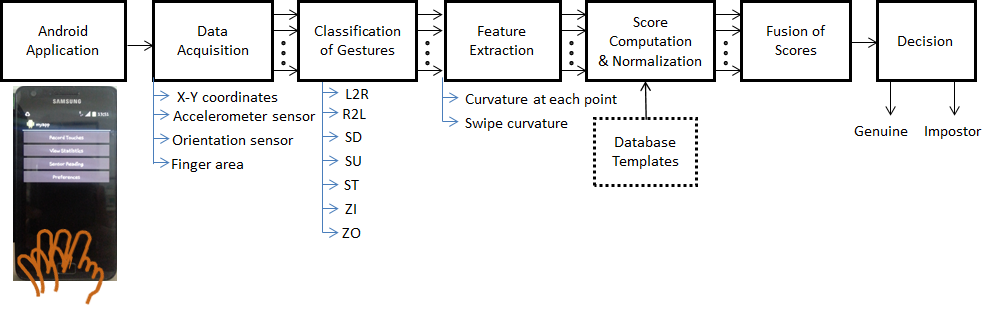 Android
Application
Data
Acquisition
Classification
of Gestures
Feature
Extraction
Score
Computation
& Normalization
Fusion of
Scores
Decision
X-Y coordinates
Accelerometer sensor
Orientation sensor
Finger area
L2R
R2L
SD
SU
ST
ZI
ZO
Curvature at each point
Swipe curvature
Database
Templates
Genuine
Impostor
SAMSUNG
myApp
Record Touches
View Statistics
Sensor Reading
Preferences